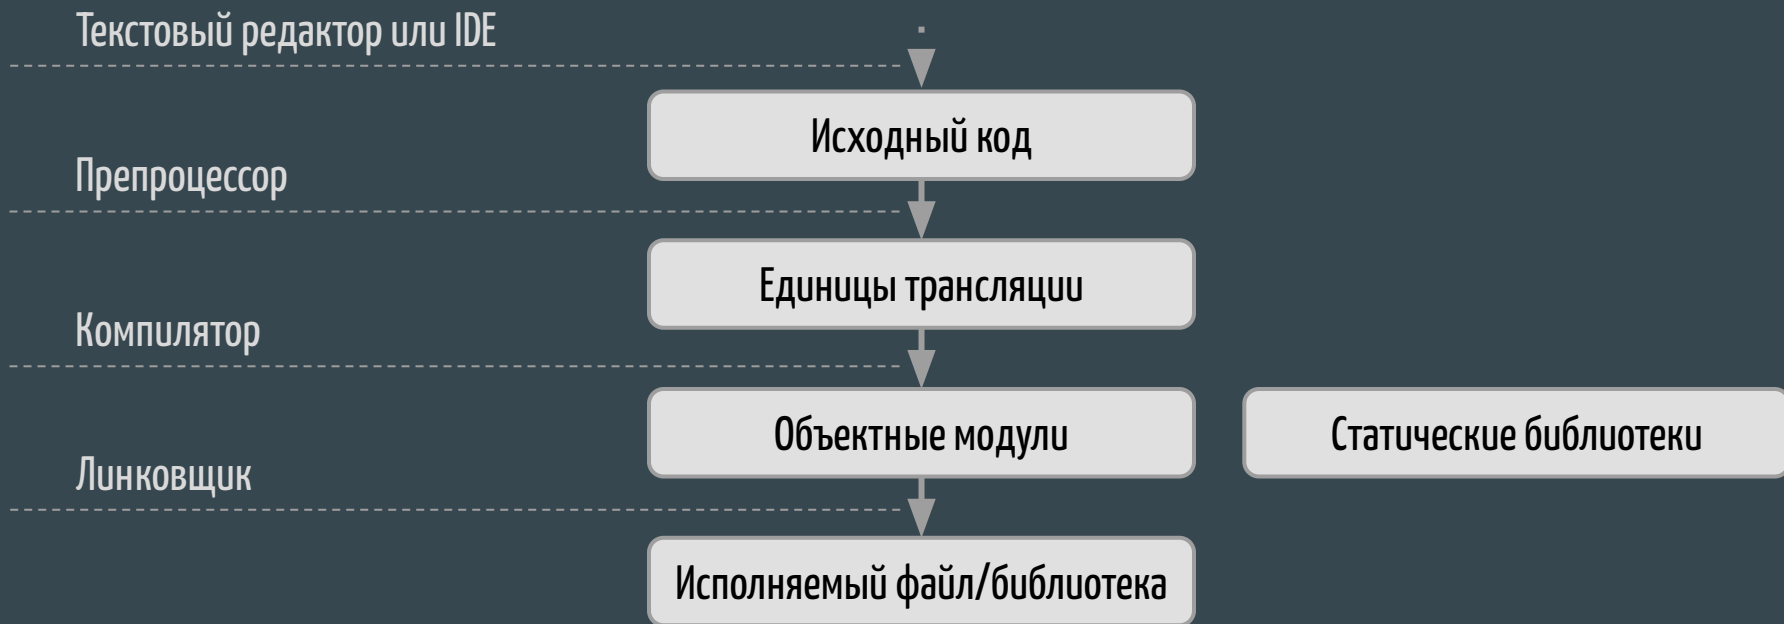 Текстовый редактор или IDE
Исходный код
Препроцессор
Единицы трансляции
Компилятор
Объектные модули
Статические библиотеки
Линковщик
Исполняемый файл/библиотека